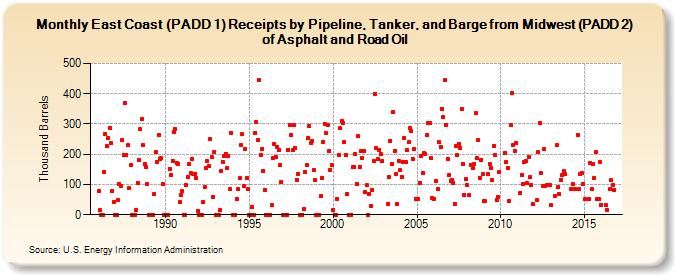 Monthly East Coast (PADD 1) Receipts by Pipeline, Tanker, and Barge from Midwest (PADD 2)
of Asphalt and Road Oil
Thousand Barrels
500
400
300
200
100
0
1990 1995 2000 2005 2010 2015
Source: U.S. Energy Information Administration